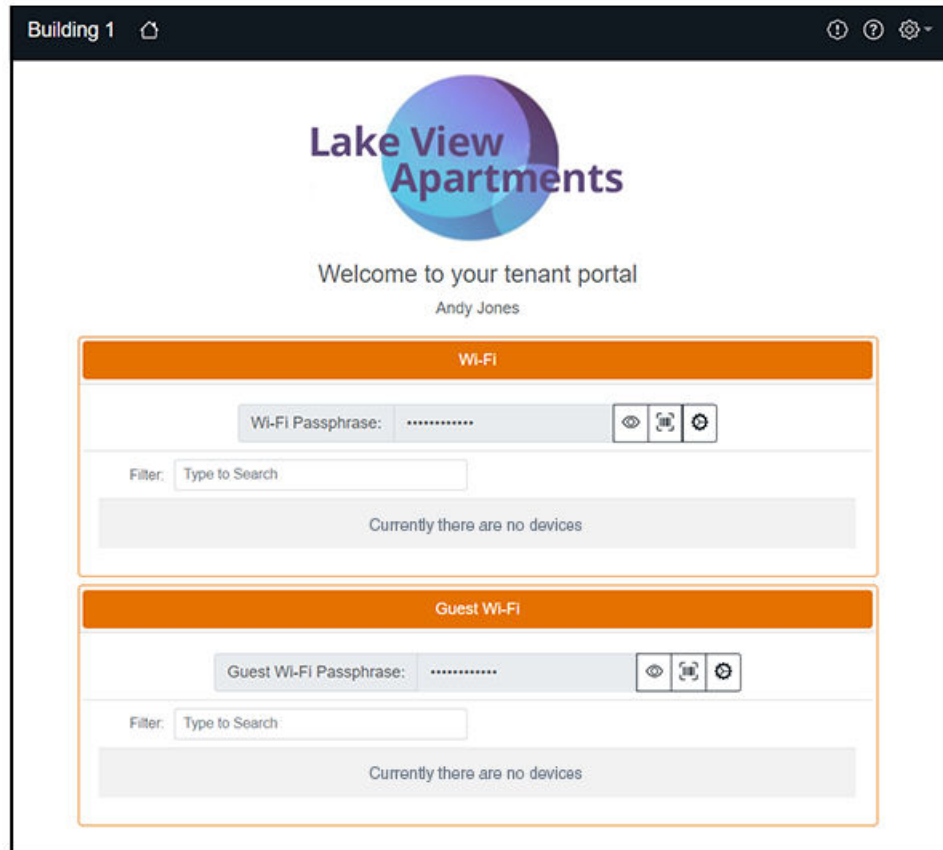 Building 1
Lake View
Apartments
Welcome to your tenant portal
Andy Jones
Wi-Fi
Wi-Fi Passphrase: ••••••••••••
Filter: Type to Search
Currently there are no devices
Guest Wi-Fi
Guest Wi-Fi Passphrase: ••••••••••••
Filter: Type to Search
Currently there are no devices